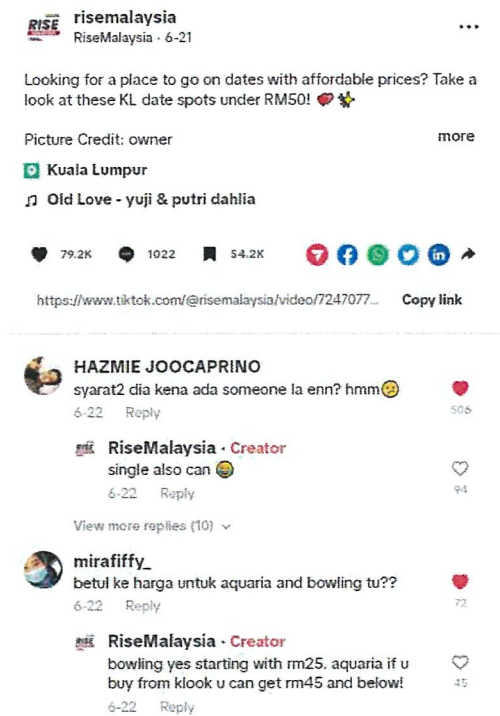 RISE
risemalaysia
RiseMalaysia · 6-21
Looking for a place to go on dates with affordable prices? Take a
look at these KL date spots under RM50! 💕✨
Picture Credit: owner
more
Kuala Lumpur
♫ Old Love - yuji & putri dahlia
79.2K 1022 54.2K
https://www.tiktok.com/@risemalaysia/video/7247077... Copy link
HAZMIE JOOCAPRINO
syarat2 dia kena ada someone la enn? hmm😕
6-22 Reply
506
RiseMalaysia · Creator
single also can 😂
6-22 Reply
94
View more replies (10)
mirafiffy_
betul ke harga untuk aquaria and bowling tu??
6-22 Reply
72
RiseMalaysia · Creator
bowling yes starting with rm25. aquaria if u
buy from klook u can get rm45 and below!
6-22 Reply
45